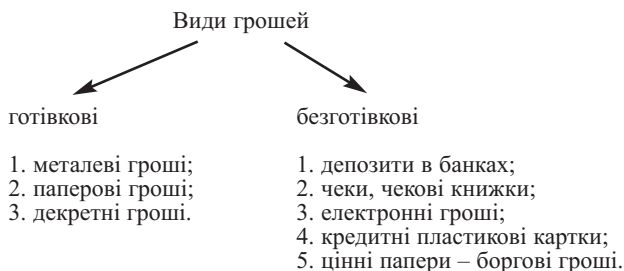 Види грошей
готівкові
1. металеві гроші;
2. паперові гроші;
3. декретні гроші.
безготівкові
1. депозити в банках;
2. чеки, чекові книжки;
3. електронні гроші;
4. кредитні пластикові картки;
5. цінні папери – боргові гроші.